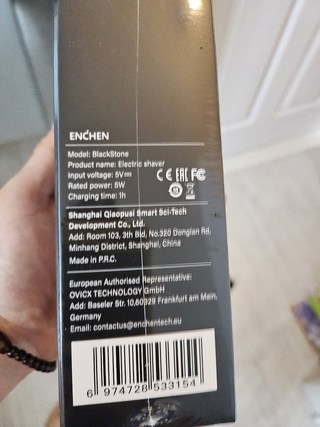 ENCHEN
Model: BlackStone
Product name: Electric shaver
Input voltage: 5V⎓
Rated power: 5W
Charging time: 1h
CE EAC FC
Shanghai Qiaopusi Smart Sci-Tech
Development Co., Ltd.
Add: Room 103, 3th Bld, No.320 Donglan Rd,
Minhang District, Shanghai, China
Made in P.R.C.
European Authorised Representative:
OVICX TECHNOLOGY GmbH
Add: Baseler Str. 10,60329 Frankfurt am Main,
Germany
Email: contactus@enchentech.eu
6 974728 533154